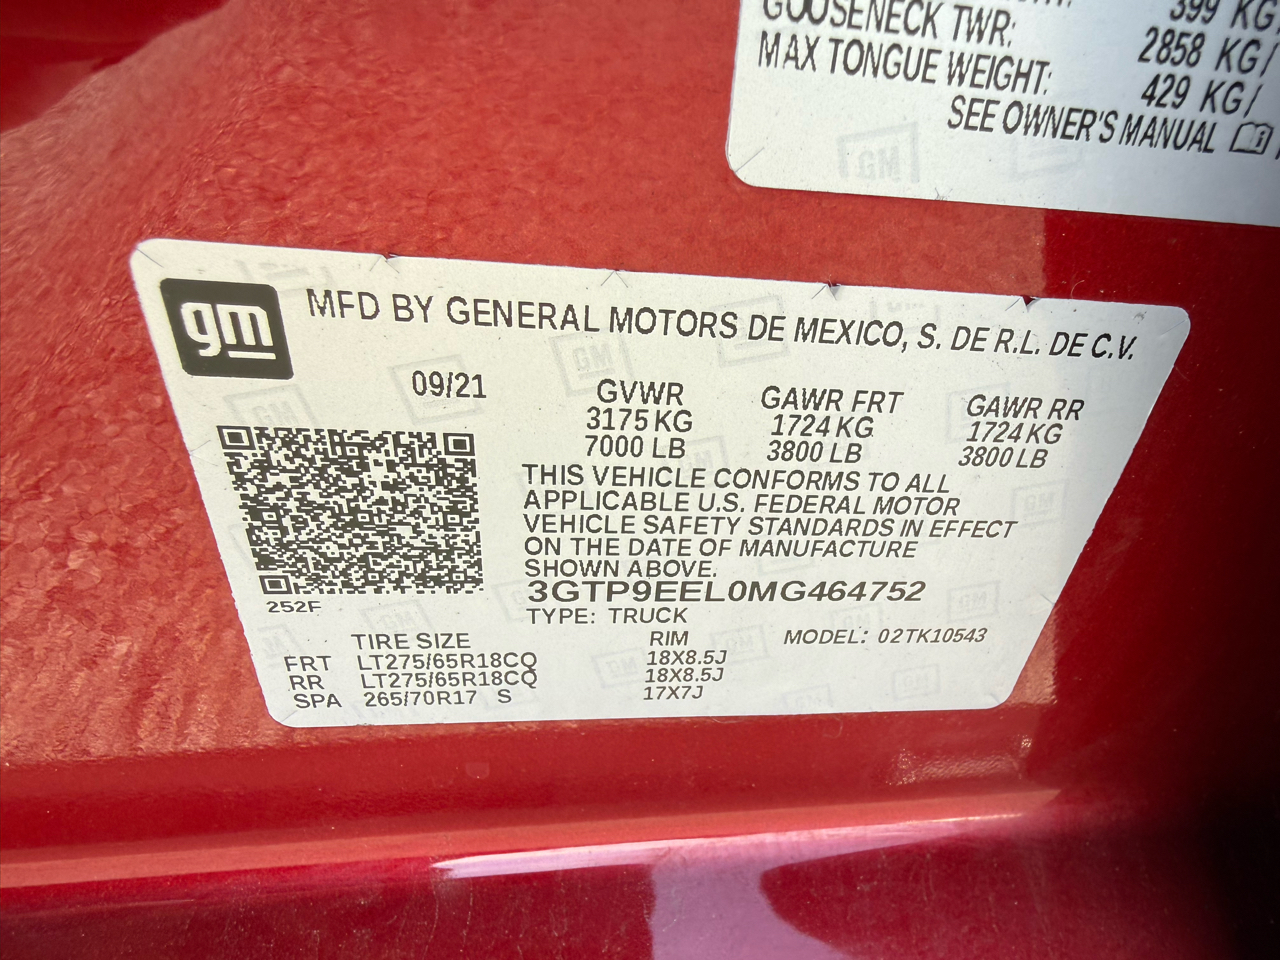 399 KG
GOOSENECK TWR: 2858 KG/
MAX TONGUE WEIGHT: 429 KG/
SEE OWNER'S MANUAL
gm
MFD BY GENERAL MOTORS DE MEXICO, S. DE R.L. DE C.V.
09/21
GVWR GAWR FRT GAWR RR
3175 KG 1724 KG 1724 KG
7000 LB 3800 LB 3800 LB
THIS VEHICLE CONFORMS TO ALL
APPLICABLE U.S. FEDERAL MOTOR
VEHICLE SAFETY STANDARDS IN EFFECT
ON THE DATE OF MANUFACTURE
SHOWN ABOVE.
3GTP9EEL0MG464752
252F
TYPE: TRUCK
TIRE SIZE RIM MODEL: 02TK10543
FRT LT275/65R18CQ 18X8.5J
RR LT275/65R18CQ 18X8.5J
SPA 265/70R17 S 17X7J